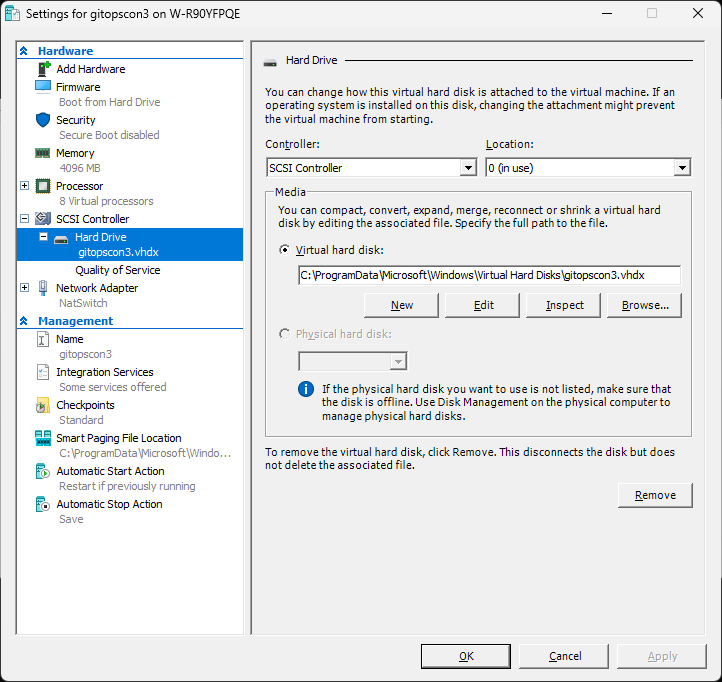 Settings for gitopscon3 on W-R90YFPQE
Hardware
Add Hardware
Firmware
Boot from Hard Drive
Security
Secure Boot disabled
Memory
4096 MB
Processor
8 Virtual processors
SCSI Controller
Hard Drive
gitopscon3.vhdx
Quality of Service
Network Adapter
NatSwitch
Management
Name
gitopscon3
Integration Services
Some services offered
Checkpoints
Standard
Smart Paging File Location
C:\ProgramData\Microsoft\Windo...
Automatic Start Action
Restart if previously running
Automatic Stop Action
Save
Hard Drive
You can change how this virtual hard disk is attached to the virtual machine. If an
operating system is installed on this disk, changing the attachment might prevent
the virtual machine from starting.
Controller:
Location:
SCSI Controller
0 (in use)
Media
You can compact, convert, expand, merge, reconnect or shrink a virtual hard
disk by editing the associated file. Specify the full path to the file.
Virtual hard disk:
C:\ProgramData\Microsoft\Windows\Virtual Hard Disks\gitopscon3.vhdx
New
Edit
Inspect
Browse...
Physical hard disk:
If the physical hard disk you want to use is not listed, make sure that
the disk is offline. Use Disk Management on the physical computer to
manage physical hard disks.
To remove the virtual hard disk, click Remove. This disconnects the disk but does
not delete the associated file.
Remove
OK
Cancel
Apply